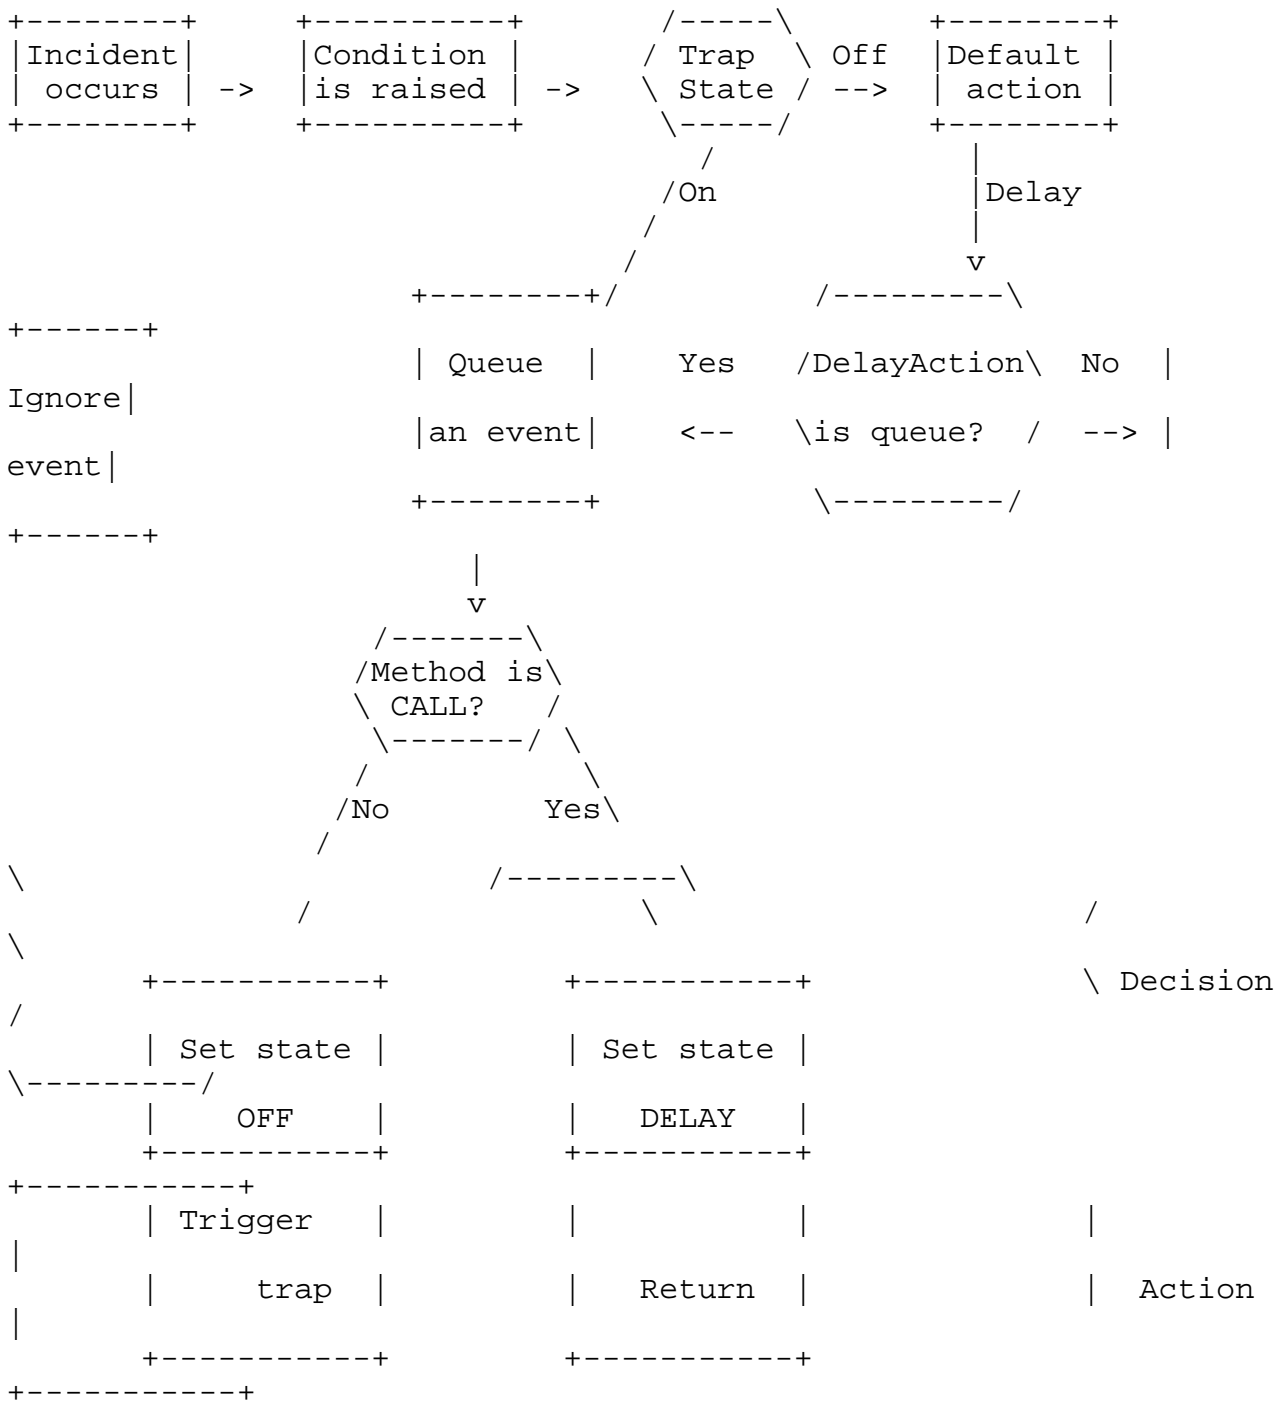 +--------+     +----------+       /-----\       +--------+
|Incident|     |Condition |      / Trap  \ Off  |Default |
| occurs | ->  |is raised | ->   \ State / -->  | action |
+--------+     +----------+       \-----/       +--------+
/                |
/On              |Delay
/                |
/                 v
+--------+/          /---------\
+------+
| Queue  |    Yes   /DelayAction\  No  |
Ignore|
|an event|    <--   \is queue?  /  --> |
event|
+--------+           \---------/
+------+
|
v
/-------\
/Method is\
\ CALL?   /
\-------/ \
/           \
/No        Yes\
/
\                        /---------\
/                 \                      /
\
+-----------+         +-----------+              \ Decision
/
| Set state |         | Set state |
\---------/
|    OFF    |         |   DELAY   |
+-----------+         +-----------+
+-----------+
| Trigger   |         |           |              |
|
|     trap  |         |   Return  |              |  Action
|
+-----------+         +-----------+
+-----------+